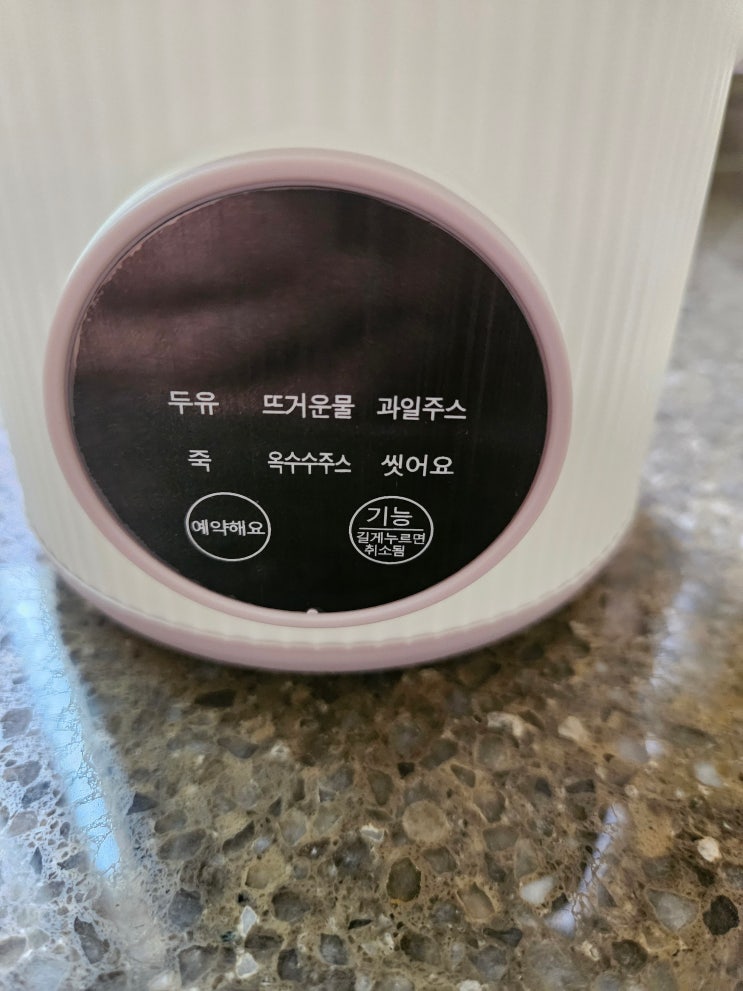 두유 뜨거운물 과일주스
죽 옥수수주스 씻어요
예약해요 기능
길게누르면
취소됨